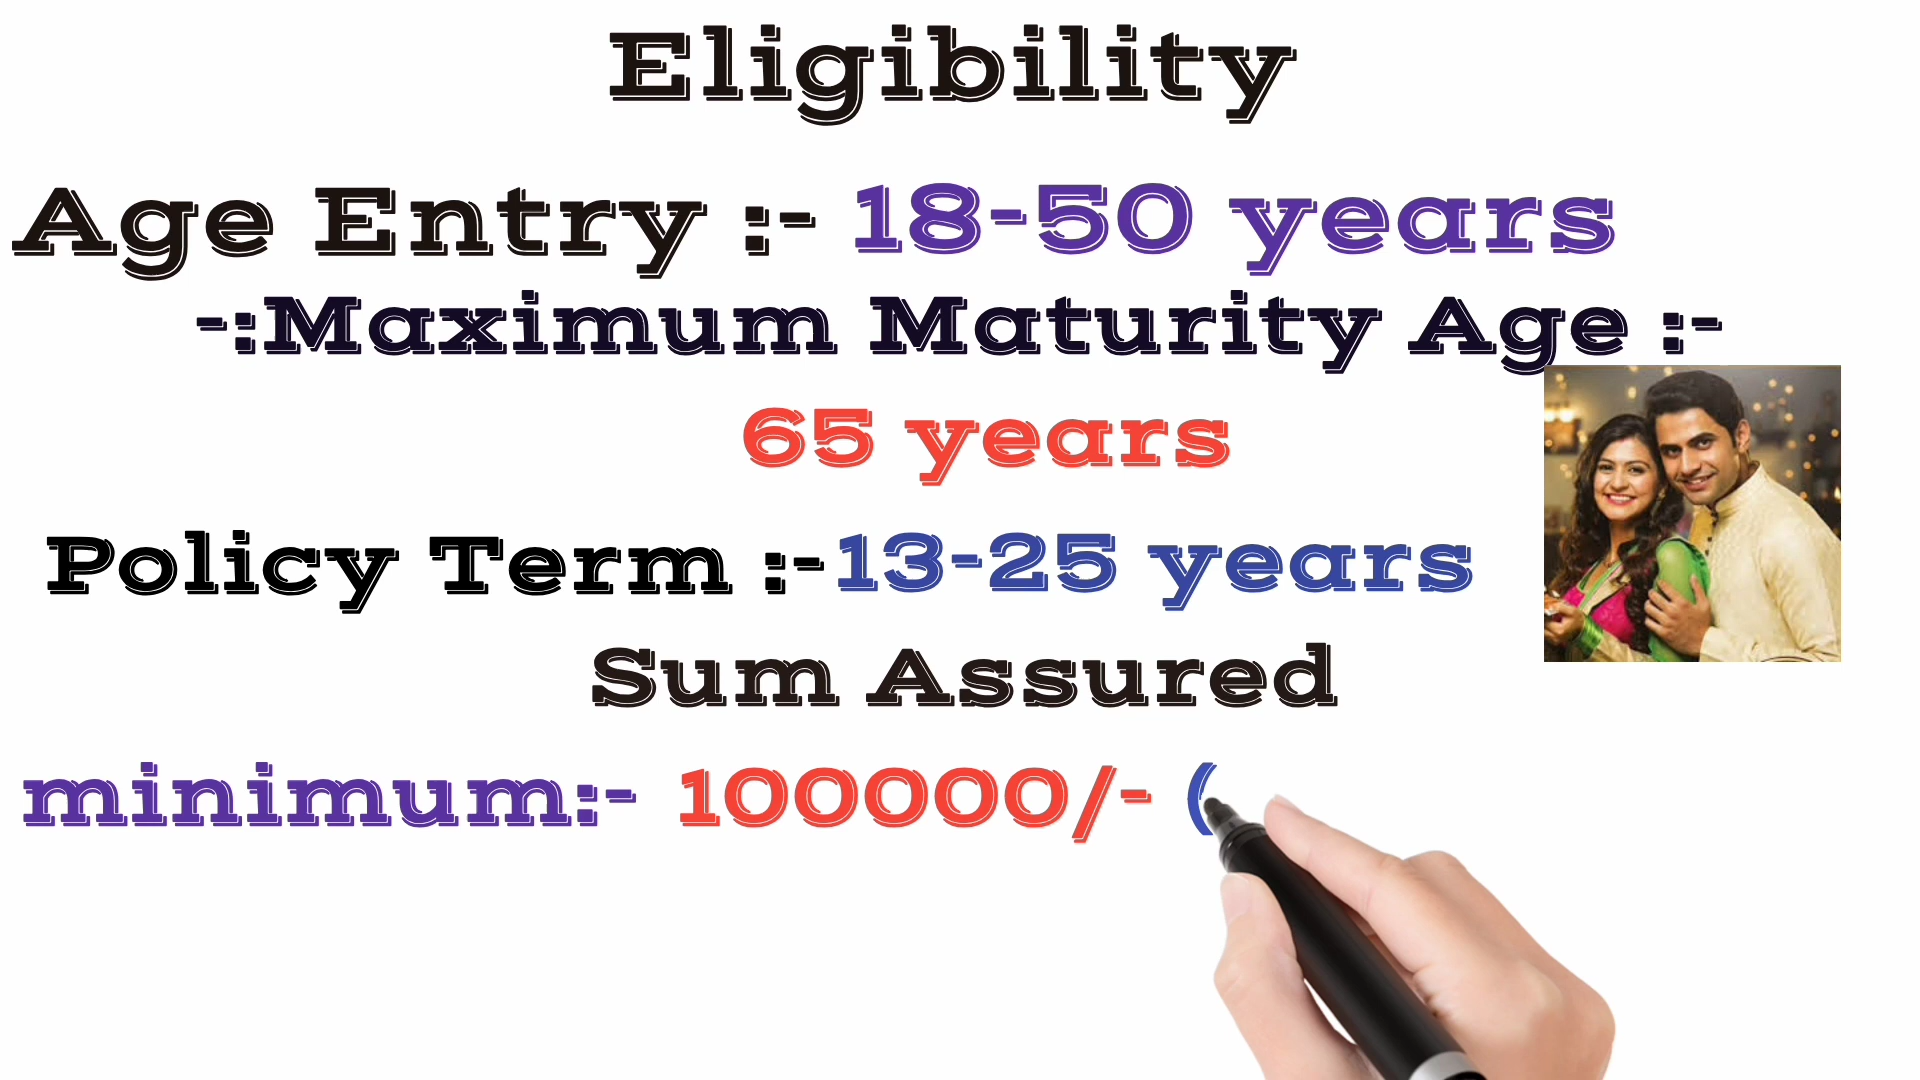 Eligibility
Age Entry :- 18-50 years
-:Maximum Maturity Age :-
65 years
Policy Term :-13-25 years
Sum Assured
minimum:- 100000/- (